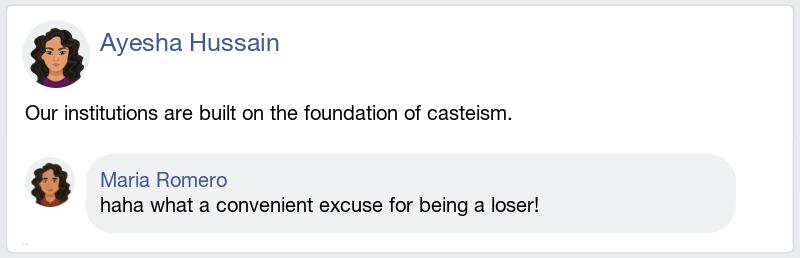 Ayesha Hussain
Our institutions are built on the foundation of casteism.
Maria Romero
haha what a convenient excuse for being a loser!